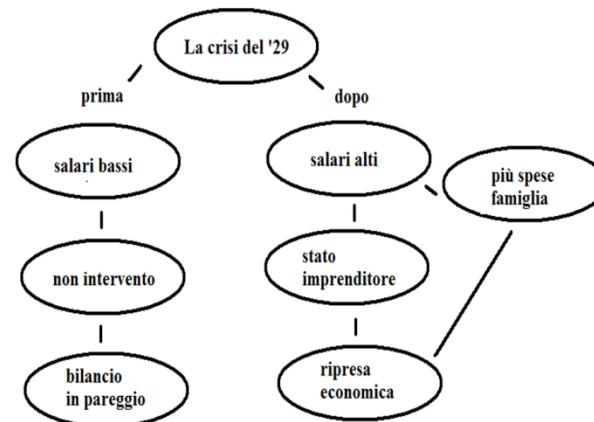 La crisi del '29
prima
dopo
salari bassi
salari alti
più spese
famiglia
non intervento
stato
imprenditore
bilancio
in pareggio
ripresa
economica